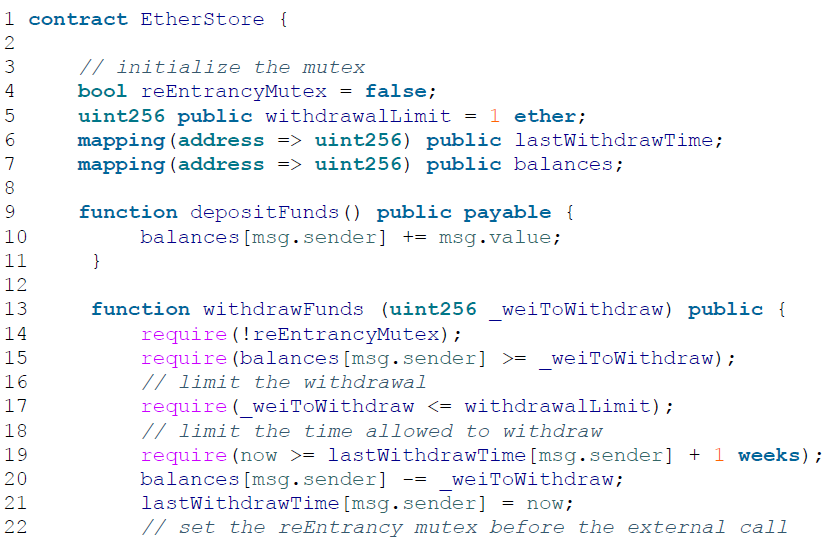 1 contract EtherStore {
2
3 // initialize the mutex
4 bool reEntrancyMutex = false;
5 uint256 public withdrawalLimit = 1 ether;
6 mapping(address => uint256) public lastWithdrawTime;
7 mapping(address => uint256) public balances;
8
9 function depositFunds() public payable {
10 balances[msg.sender] += msg.value;
11 }
12
13 function withdrawFunds (uint256 _weiToWithdraw) public {
14 require(!reEntrancyMutex);
15 require(balances[msg.sender] >= _weiToWithdraw);
16 // limit the withdrawal
17 require(_weiToWithdraw <= withdrawalLimit);
18 // limit the time allowed to withdraw
19 require(now >= lastWithdrawTime[msg.sender] + 1 weeks);
20 balances[msg.sender] -= _weiToWithdraw;
21 lastWithdrawTime[msg.sender] = now;
22 // set the reEntrancy mutex before the external call